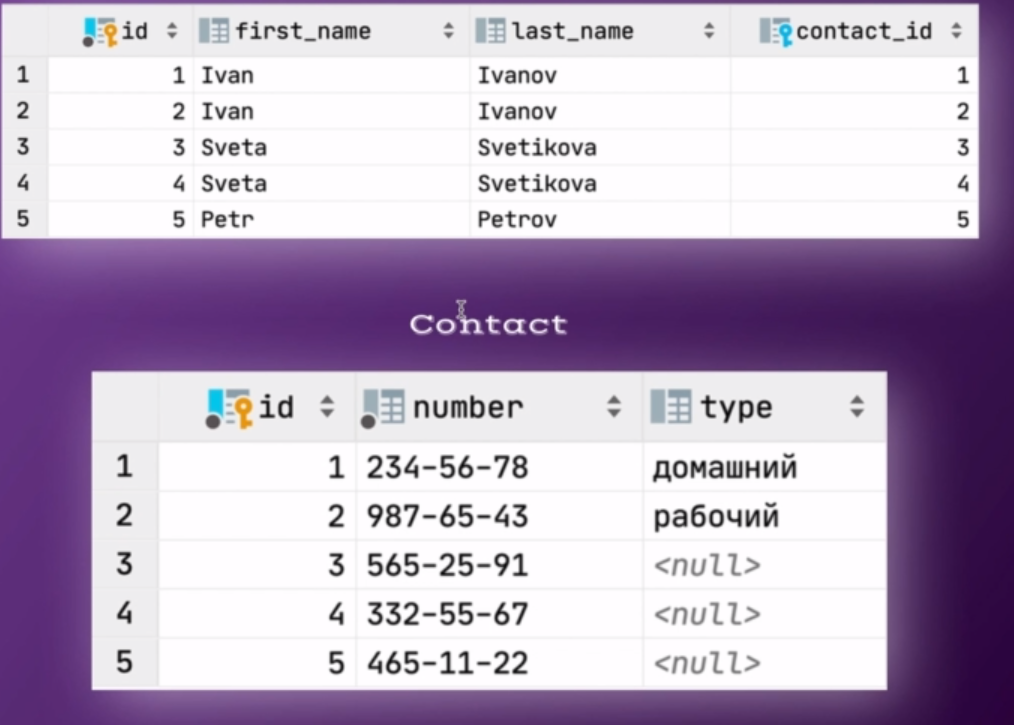 id first_name last_name contact_id
1 1 Ivan Ivanov 1
2 2 Ivan Ivanov 2
3 3 Sveta Svetikova 3
4 4 Sveta Svetikova 4
5 5 Petr Petrov 5
Contact
id number type
1 1 234-56-78 домашний
2 2 987-65-43 рабочий
3 3 565-25-91 <null>
4 4 332-55-67 <null>
5 5 465-11-22 <null>